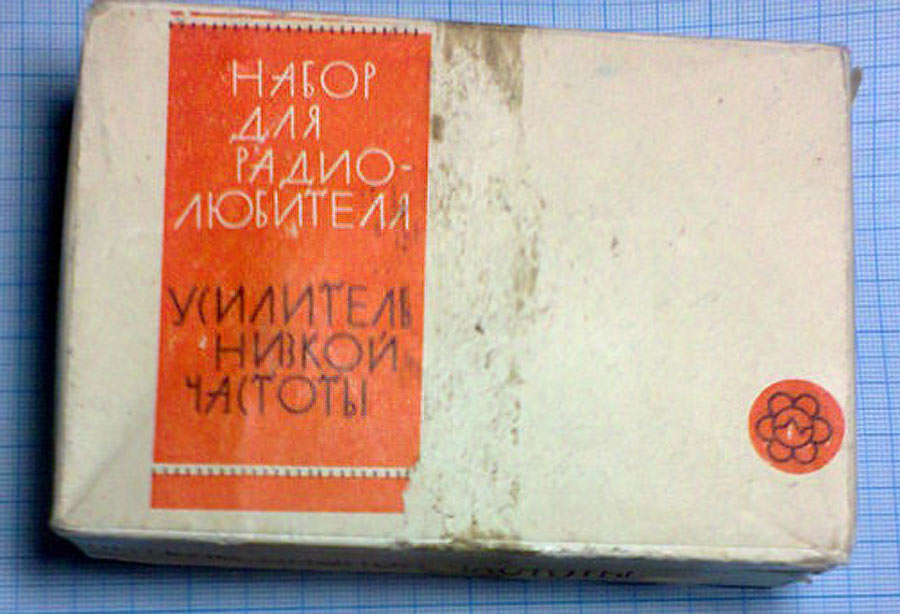 НАБОР
ДЛЯ
РАДИО-
ЛЮБИТЕЛЯ
УСИЛИТЕЛЬ
НИЗКОЙ
ЧАСТОТЫ